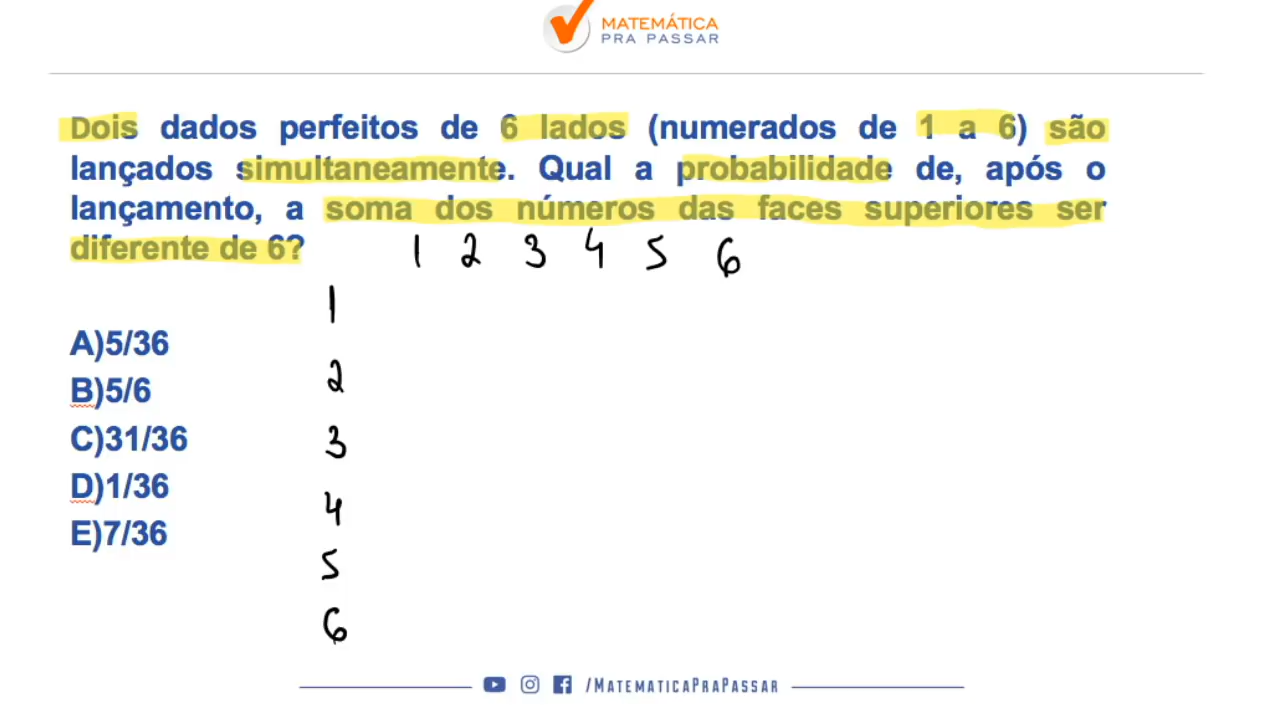 MATEMÁTICA
PRA PASSAR
Dois dados perfeitos de 6 lados (numerados de 1 a 6) são
lançados simultaneamente. Qual a probabilidade de, após o
lançamento, a soma dos números das faces superiores ser
diferente de 6?
1 2 3 4 5 6
1
A)5/36
2
B)5/6
C)31/36
3
D)1/36
4
E)7/36
5
6
/MATEMATICAPRAPASSAR